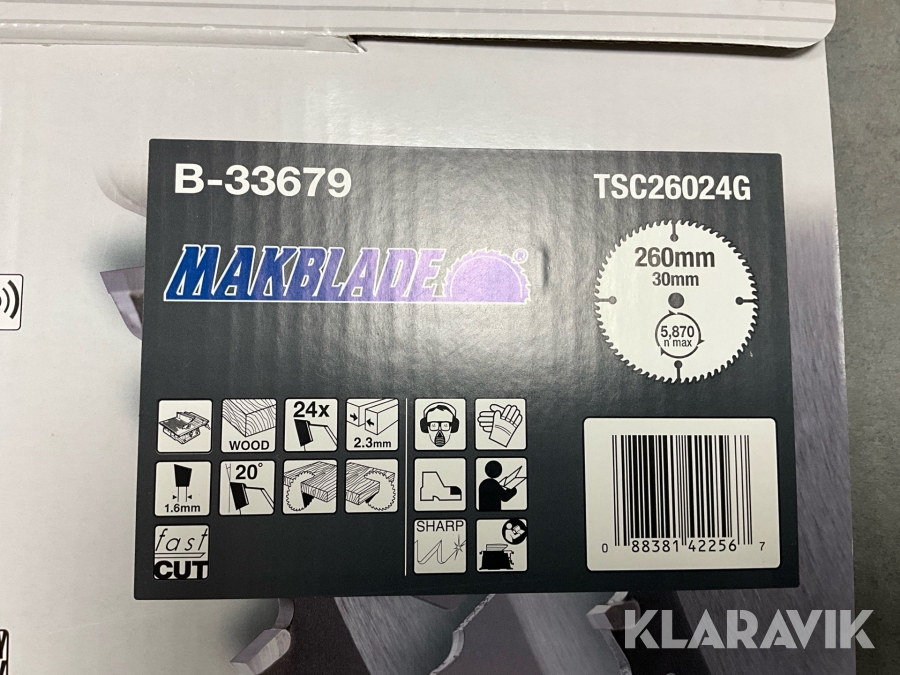 B-33679
TSC26024G
MAKBLADE
®
260mm
30mm
5,870
n max
WOOD
24x
2.3mm
1.6mm
20°
fast
CUT
SHARP
0 88381 42256 7
KLARAVIK